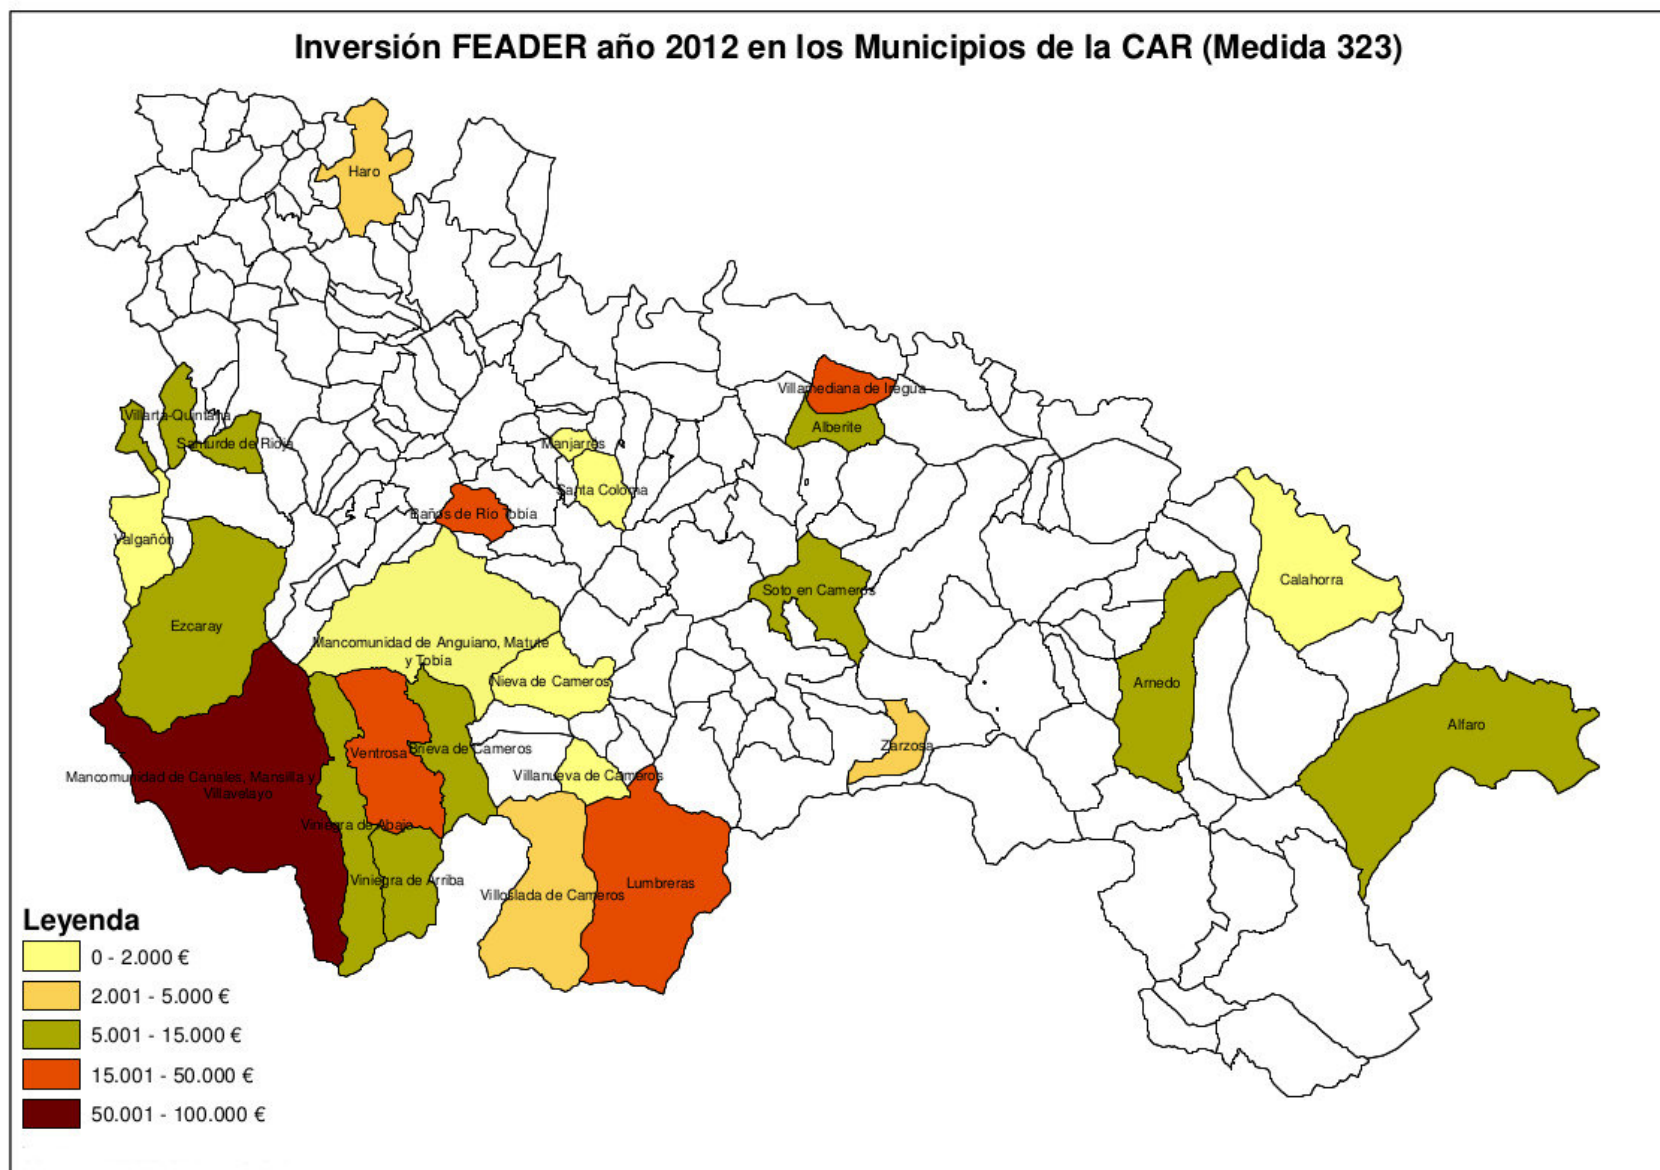 Inversión FEADER año 2012 en los Municipios de la CAR (Medida 323)
Haro
Villamediana de Iregua
Villarta-Quintana
Alberite
Santurde de Rioja
Manjarrés
Santa Coloma
Baños de Río Tobía
Valgañón
Calahorra
Soto en Cameros
Ezcaray
Mancomunidad de Anguiano, Matute
y Tobía
Nieva de Cameros
Arnedo
Alfaro
Zarzosa
Ventrosa
Brieva de Cameros
Villanueva de Cameros
Mancomunidad de Canales, Mansilla y
Villavelayo
Viniegra de Abajo
Viniegra de Arriba
Lumbreras
Villoslada de Cameros
Leyenda
0 - 2.000 €
2.001 - 5.000 €
5.001 - 15.000 €
15.001 - 50.000 €
50.001 - 100.000 €